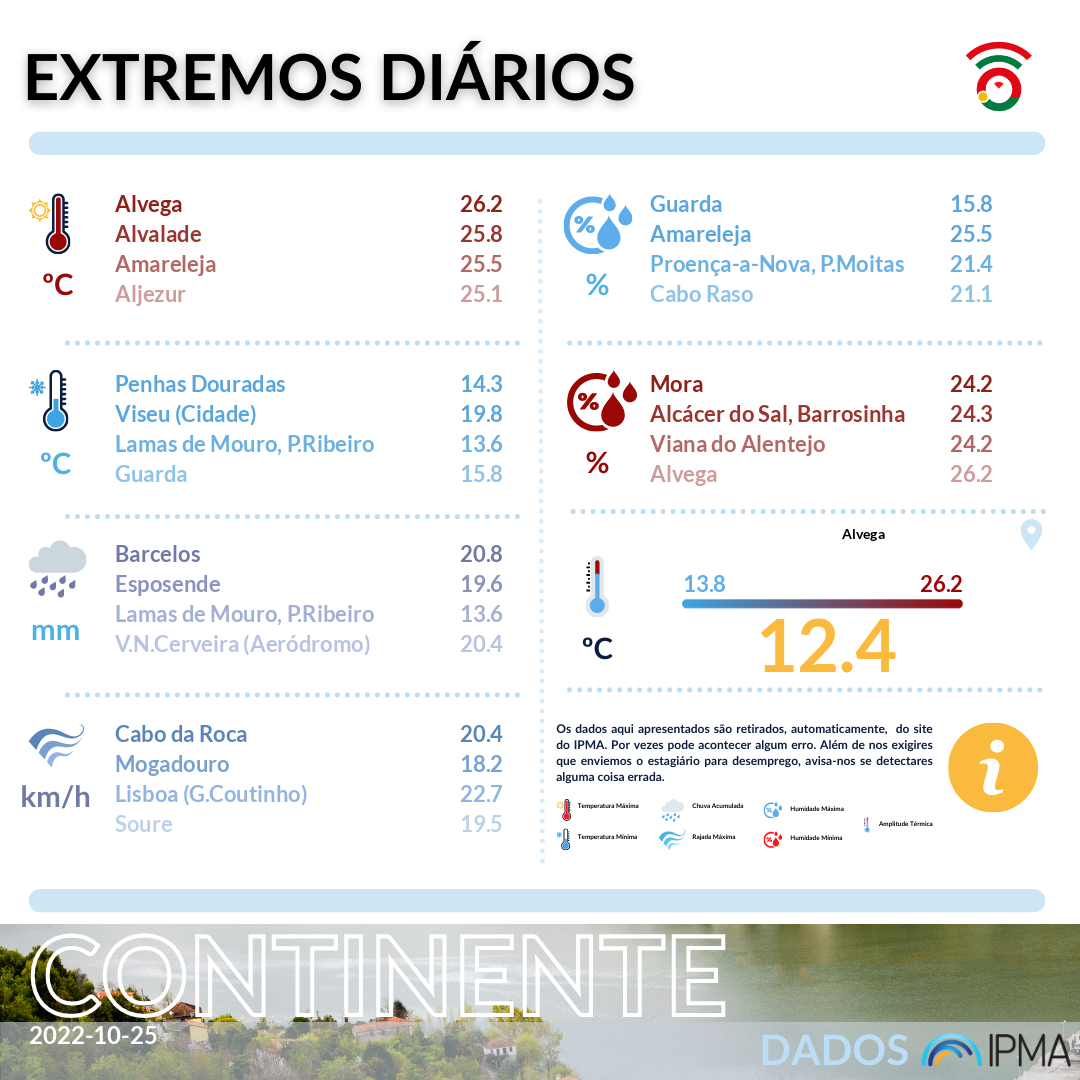 EXTREMOS DIÁRIOS
Alvega 26.2
Alvalade 25.8
Amareleja 25.5
Aljezur 25.1
ºC
Penhas Douradas 14.3
Viseu (Cidade) 19.8
Lamas de Mouro, P.Ribeiro 13.6
Guarda 15.8
ºC
Barcelos 20.8
Esposende 19.6
Lamas de Mouro, P.Ribeiro 13.6
V.N.Cerveira (Aeródromo) 20.4
mm
Cabo da Roca 20.4
Mogadouro 18.2
Lisboa (G.Coutinho) 22.7
Soure 19.5
km/h
%
Guarda 15.8
Amareleja 25.5
Proença-a-Nova, P.Moitas 21.4
Cabo Raso 21.1
%
%
Mora 24.2
Alcácer do Sal, Barrosinha 24.3
Viana do Alentejo 24.2
Alvega 26.2
%
Alvega
13.8 26.2
ºC
12.4
Os dados aqui apresentados são retirados, automaticamente, do site
do IPMA. Por vezes pode acontecer algum erro. Além de nos exigires
que enviemos o estagiário para desemprego, avisa-nos se detectares
alguma coisa errada.
i
Temperatura Máxima
Chuva Acumulada
Humidade Máxima
Amplitude Térmica
Temperatura Mínima
Rajada Máxima
Humidade Mínima
CONTINENTE
2022-10-25
DADOS IPMA